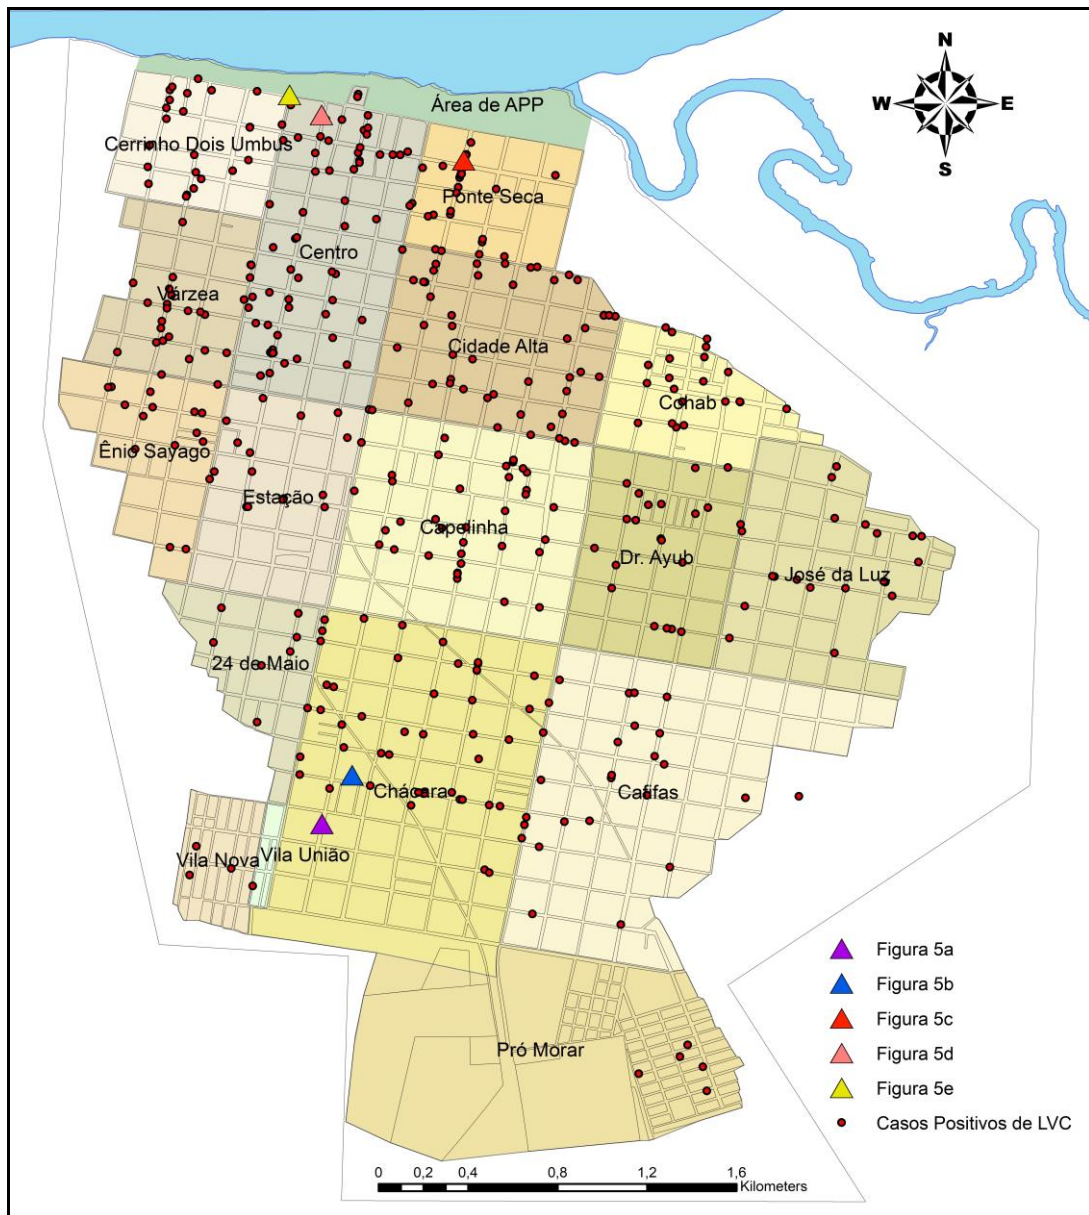 N
W
E
S
Área de APP
Cerrinho Dois Umbus
Ponte Seca
Centro
Várzea
Cidade Alta
Cohab
Ênio Sayago
Estação
Capelinha
Dr. Ayub
José da Luz
24 de Maio
Chácara
Cafifas
Vila Nova
Vila União
Pró Morar
Figura 5a
Figura 5b
Figura 5c
Figura 5d
Figura 5e
Casos Positivos de LVC
0 0,2 0,4 0,8 1,2 1,6
Kilometers